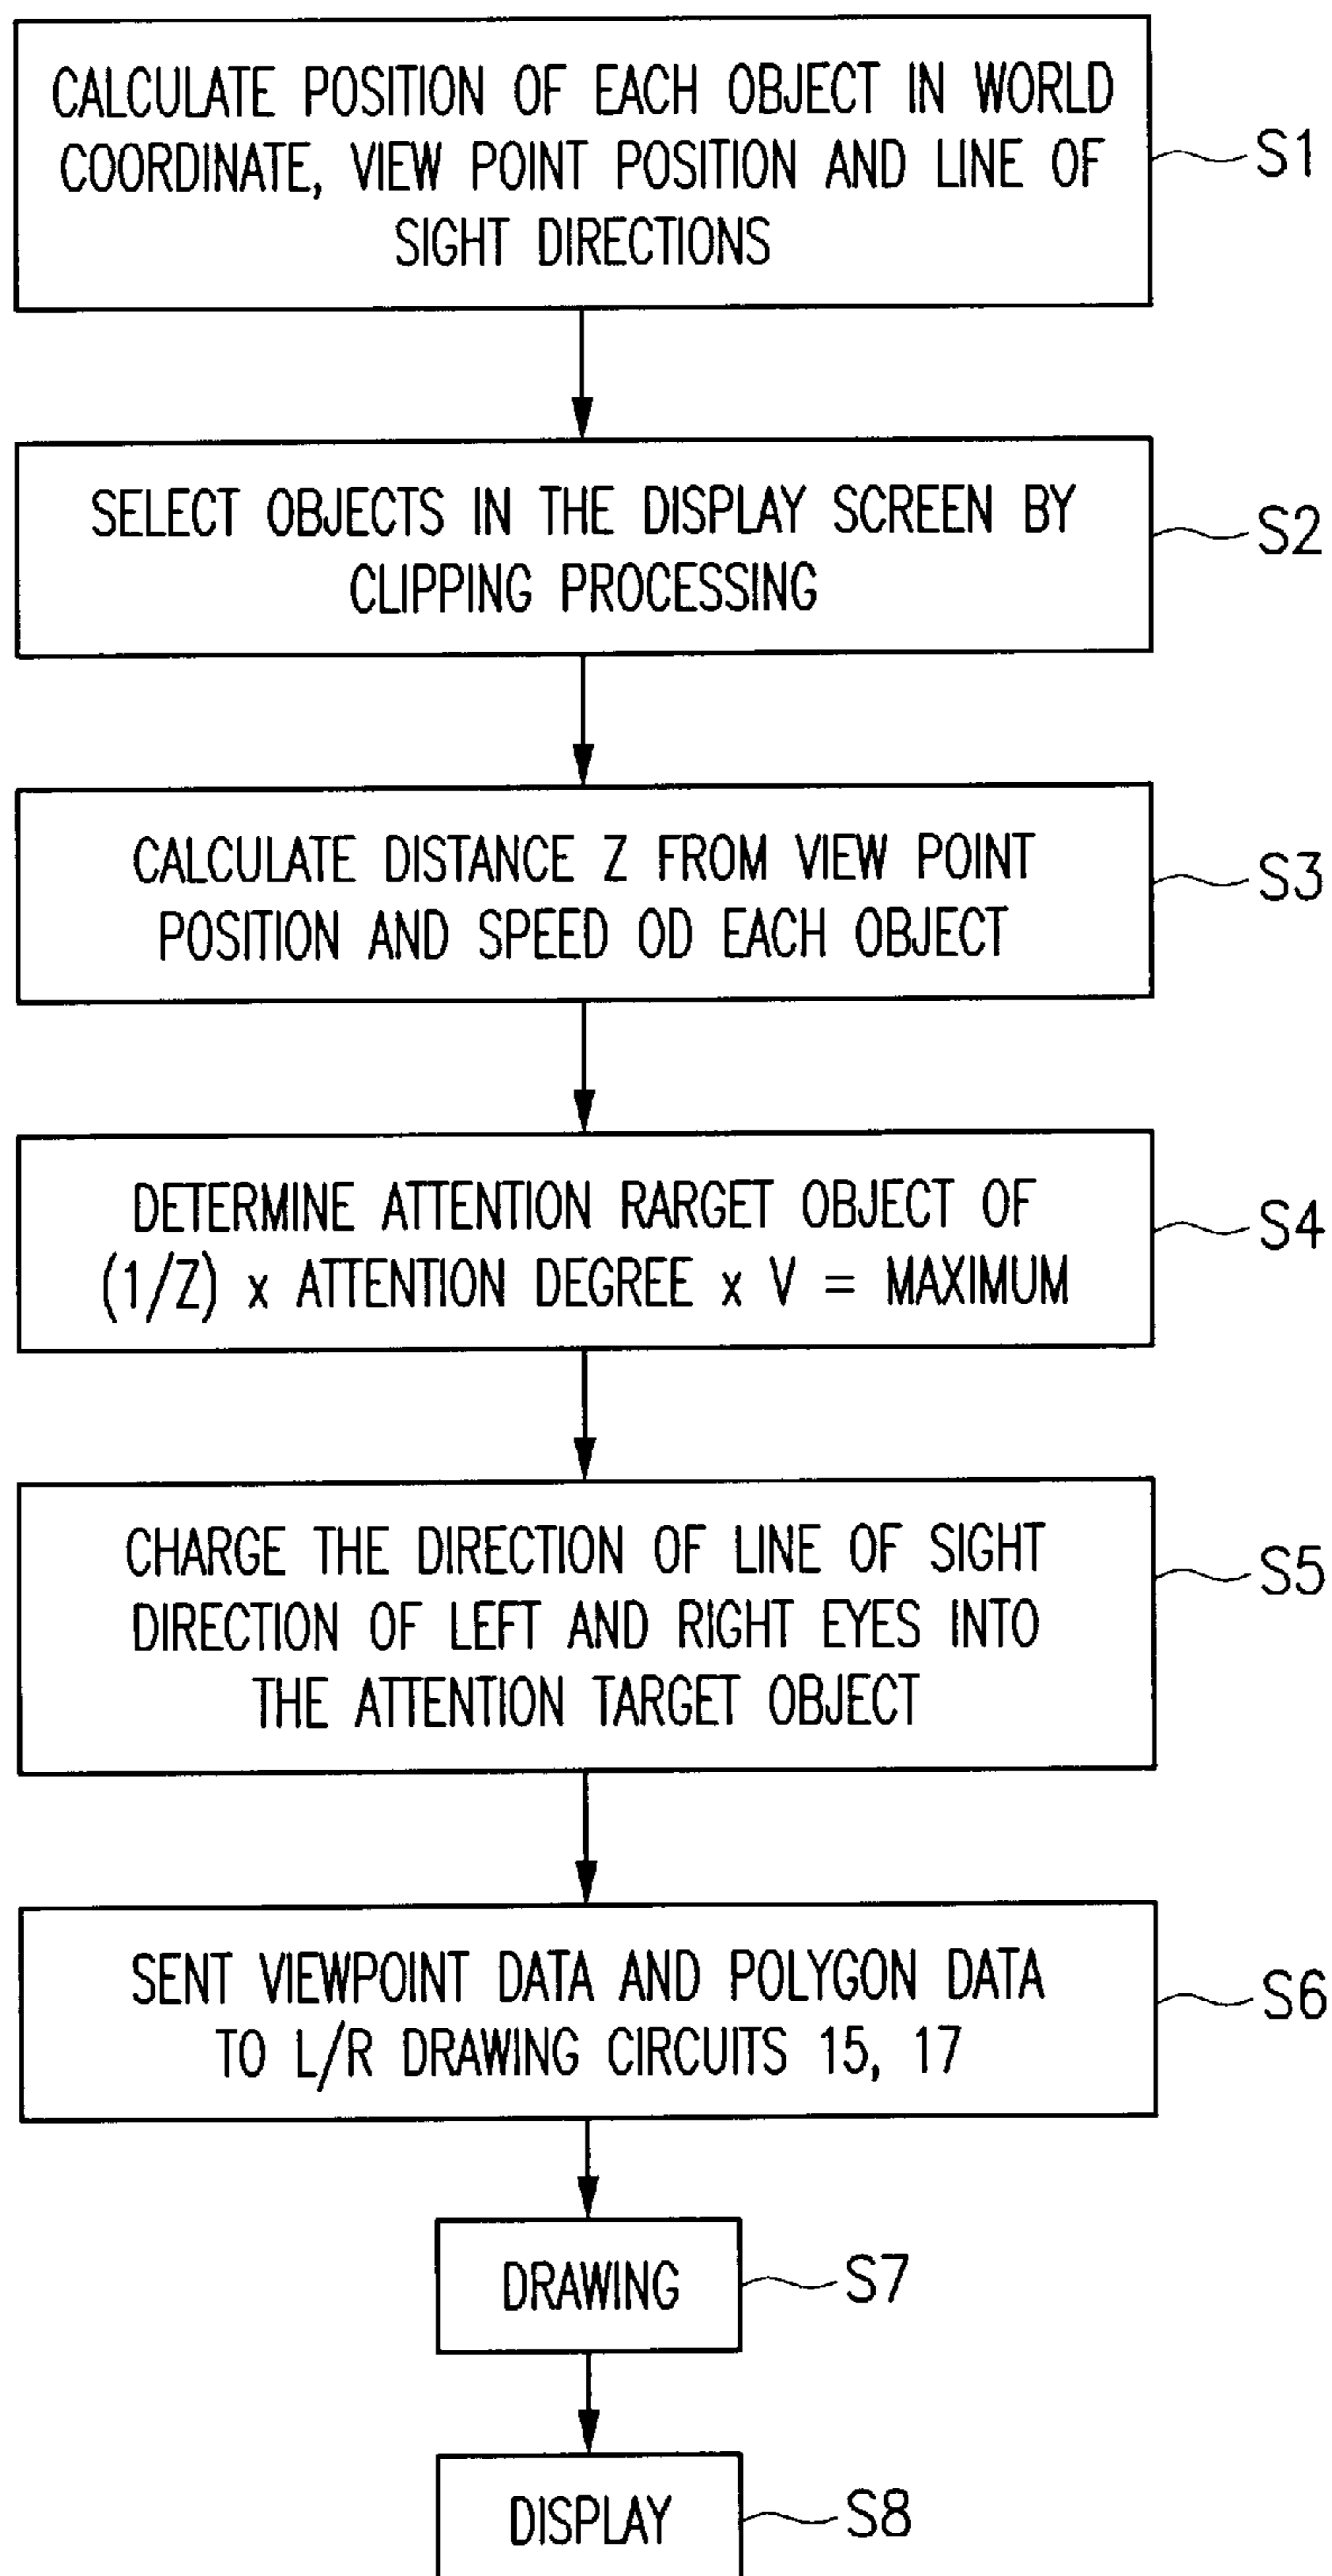 CALCULATE POSITION OF EACH OBJECT IN WORLD
COORDINATE, VIEW POINT POSITION AND LINE OF
SIGHT DIRECTIONS
S1
SELECT OBJECTS IN THE DISPLAY SCREEN BY
CLIPPING PROCESSING
S2
CALCULATE DISTANCE Z FROM VIEW POINT
POSITION AND SPEED OD EACH OBJECT
S3
DETERMINE ATTENTION RARGET OBJECT OF
(1/Z) x ATTENTION DEGREE x V = MAXIMUM
S4
CHARGE THE DIRECTION OF LINE OF SIGHT
DIRECTION OF LEFT AND RIGHT EYES INTO
THE ATTENTION TARGET OBJECT
S5
SENT VIEWPOINT DATA AND POLYGON DATA
TO L/R DRAWING CIRCUITS 15, 17
S6
DRAWING
S7
DISPLAY
S8